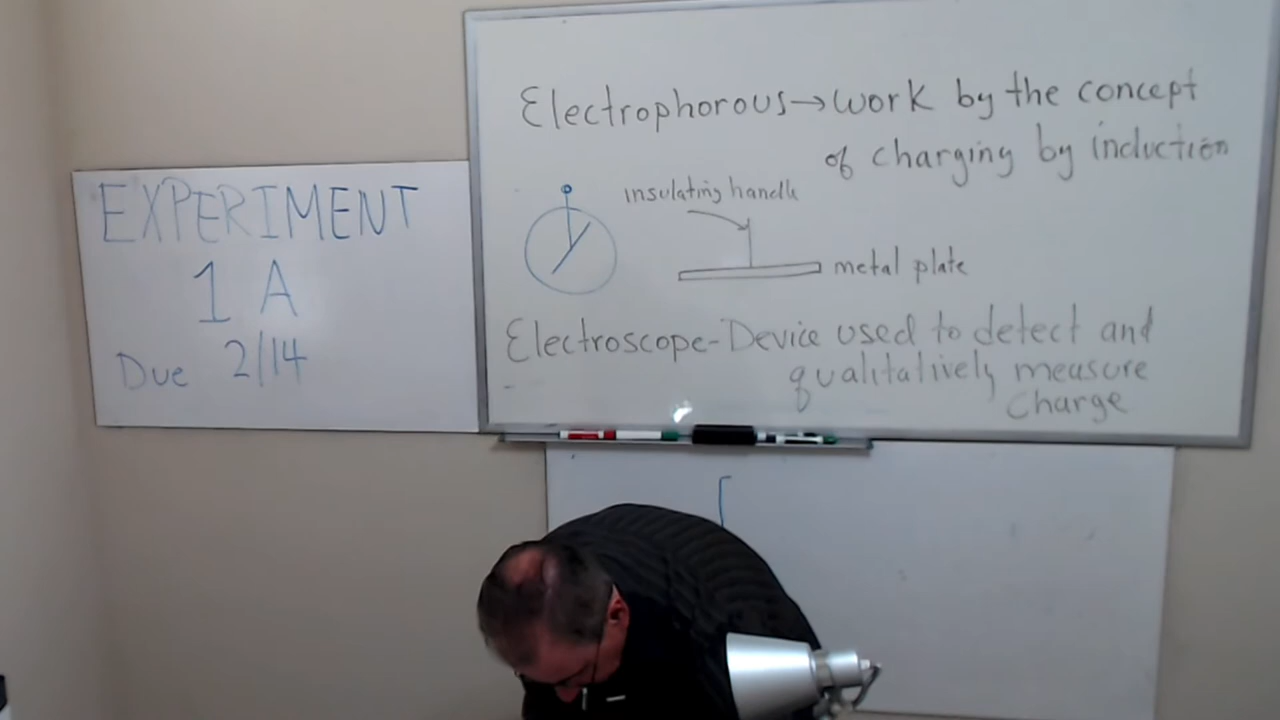 EXPERIMENT
1 A
Due 2/14
Electrophorous→work by the concept
of charging by induction
insulating handle
metal plate
Electroscope-Device used to detect and
qualitatively measure
Charge